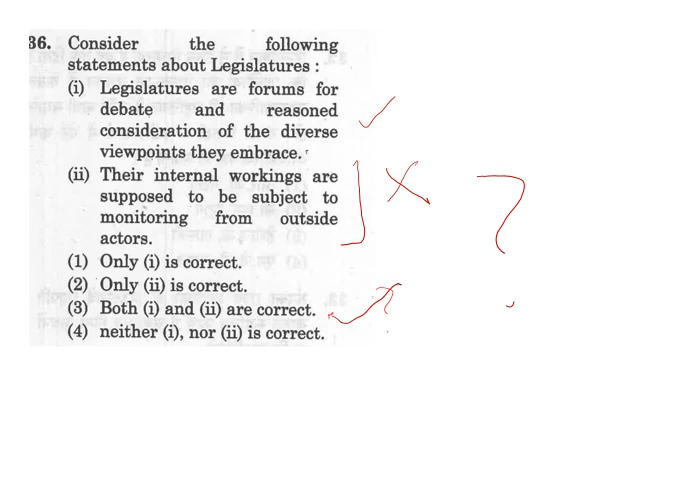 36. Consider the following
statements about Legislatures :
(i) Legislatures are forums for
debate and reasoned
consideration of the diverse
viewpoints they embrace.
(ii) Their internal workings are
supposed to be subject to
monitoring from outside
actors.
(1) Only (i) is correct.
(2) Only (ii) is correct.
(3) Both (i) and (ii) are correct.
(4) neither (i), nor (ii) is correct.
?